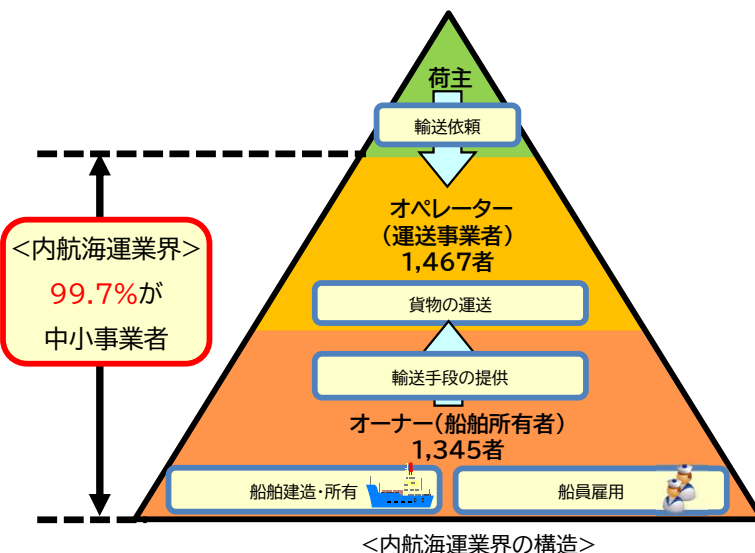 荷主
輸送依頼
オペレーター
（運送事業者）
1,467者
貨物の運送
<内航海運業界>
99.7%が
中小事業者
輸送手段の提供
オーナー（船舶所有者）
1,345者
船舶建造・所有
船員雇用
<内航海運業界の構造>